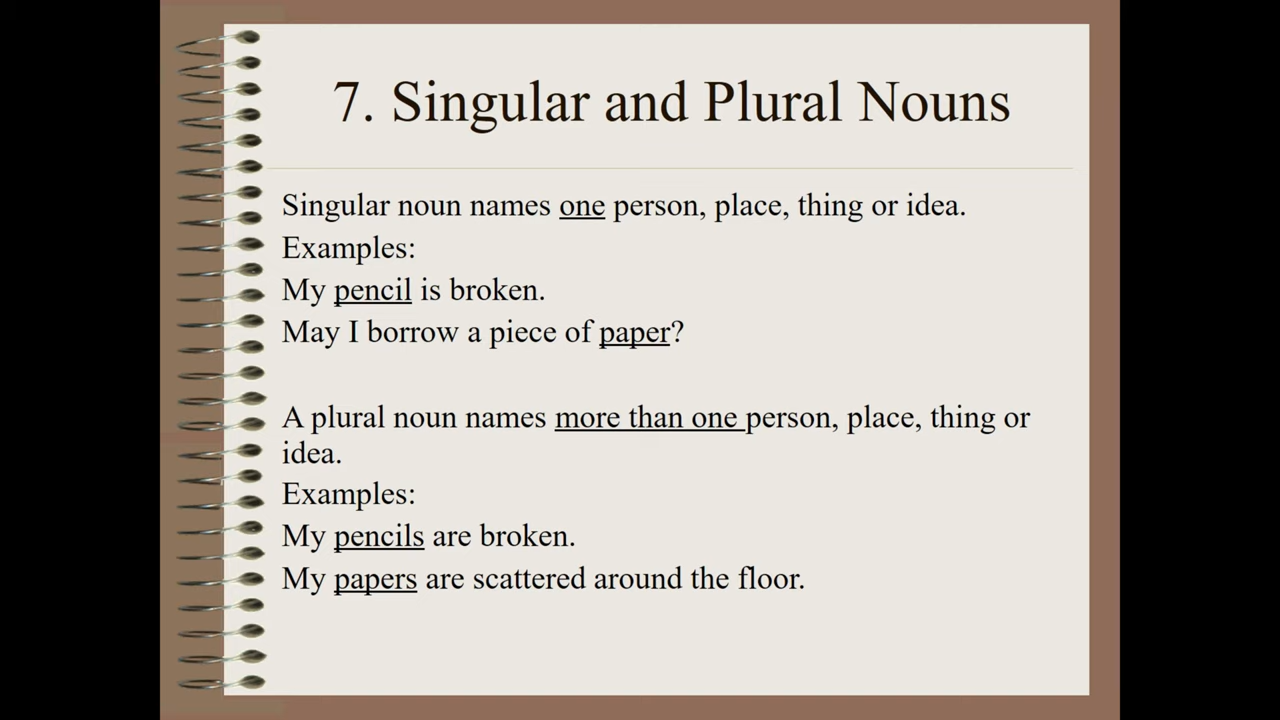 7. Singular and Plural Nouns
Singular noun names one person, place, thing or idea.
Examples:
My pencil is broken.
May I borrow a piece of paper?
A plural noun names more than one person, place, thing or
idea.
Examples:
My pencils are broken.
My papers are scattered around the floor.